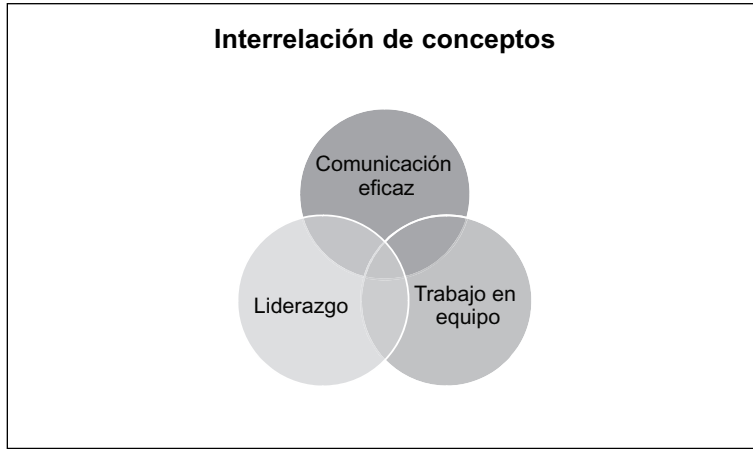 Interrelación de conceptos
Comunicación
eficaz
Liderazgo
Trabajo en
equipo